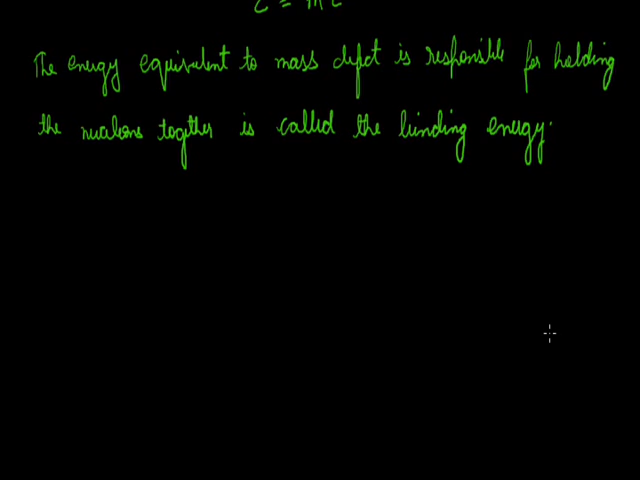 The energy equivalent to mass defect is responsible for holding
the nucleons together is called the binding energy.